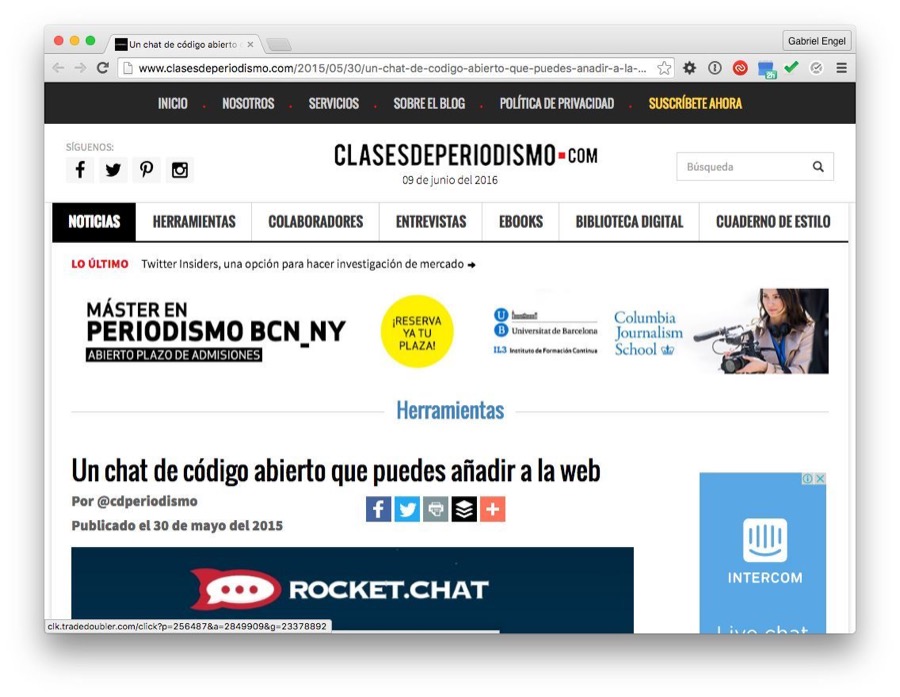 Un chat de código abierto
Gabriel Engel
www.clasesdeperiodismo.com/2015/05/30/un-chat-de-codigo-abierto-que-puedes-anadir-a-la-...
INICIO . NOSOTROS . SERVICIOS . SOBRE EL BLOG . POLÍTICA DE PRIVACIDAD . SUSCRÍBETE AHORA
SÍGUENOS:
CLASESDEPERIODISMO COM
09 de junio del 2016
Búsqueda
NOTICIAS HERRAMIENTAS COLABORADORES ENTREVISTAS EBOOKS BIBLIOTECA DIGITAL CUADERNO DE ESTILO
LO ÚLTIMO Twitter Insiders, una opción para hacer investigación de mercado
MÁSTER EN
PERIODISMO BCN_NY
ABIERTO PLAZO DE ADMISIONES
¡RESERVA
YA TU
PLAZA!
U
B Universitat de Barcelona
IL3 Instituto de Formación Continua
Columbia
Journalism
School
Herramientas
Un chat de código abierto que puedes añadir a la web
Por @cdperiodismo
Publicado el 30 de mayo del 2015
ROCKET.CHAT
INTERCOM
Live chat
clk.tradedoubler.com/click?p=256487&a=2849909&g=23378892